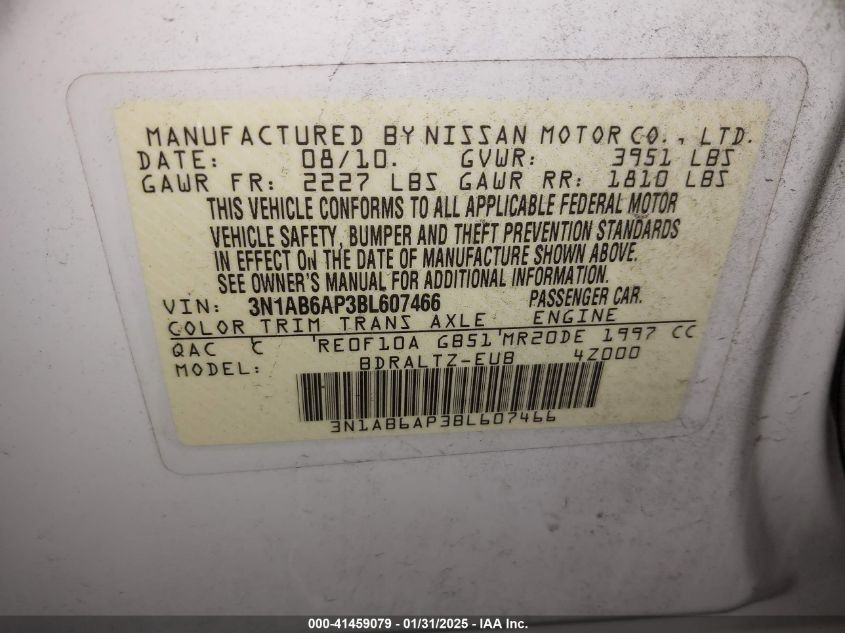 MANUFACTURED BY NISSAN MOTOR CO., LTD.
DATE: 08/10. GVWR: 3951 LBS
GAWR FR: 2227 LBS GAWR RR: 1810 LBS
THIS VEHICLE CONFORMS TO ALL APPLICABLE FEDERAL MOTOR
VEHICLE SAFETY, BUMPER AND THEFT PREVENTION STANDARDS
IN EFFECT ON THE DATE OF MANUFACTURE SHOWN ABOVE.
SEE OWNER'S MANUAL FOR ADDITIONAL INFORMATION.
VIN: 3N1AB6AP3BL607466 PASSENGER CAR.
COLOR TRIM TRANS AXLE ENGINE
QAC C RE0F10A GB51 MR20DE 1997 CC
MODEL: BDRALTZ-EUB 4Z000
3N1AB6AP3BL607466
000-41459079 - 01/31/2025 - IAA Inc.